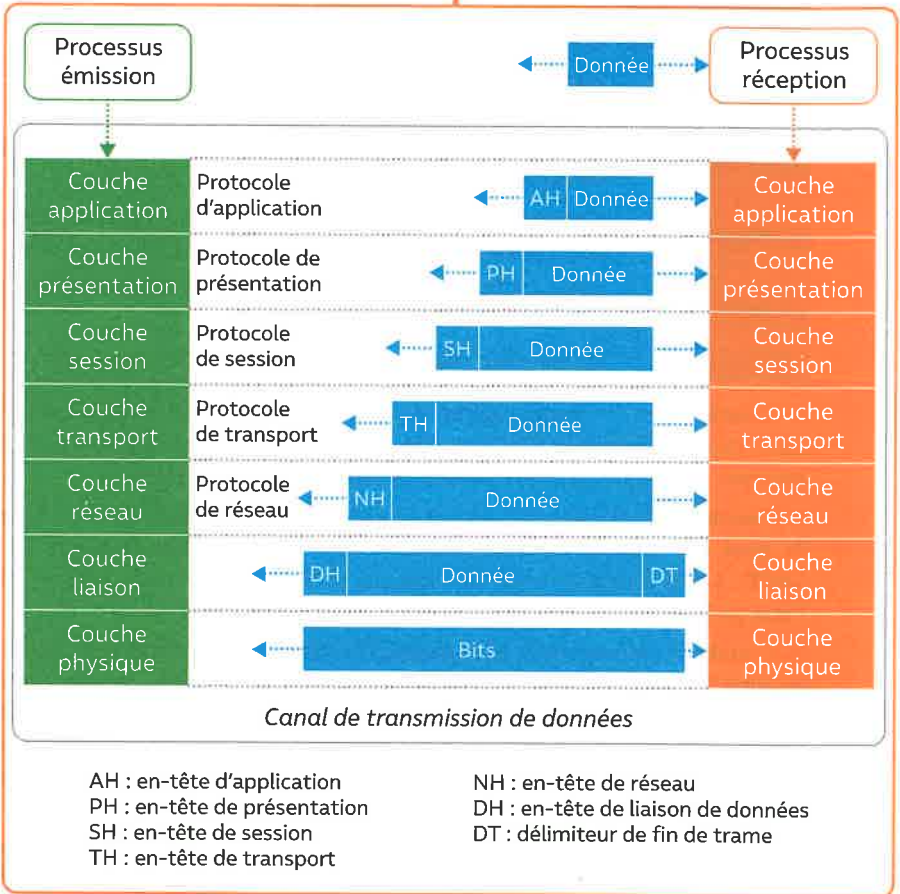 Processus
émission
Donnée
Processus
réception
Couche
application
Protocole
d'application
AH Donnée
Couche
application
Couche
présentation
Protocole de
présentation
PH Donnée
Couche
présentation
Couche
session
Protocole
de session
SH Donnée
Couche
session
Couche
transport
Protocole
de transport
TH Donnée
Couche
transport
Couche
réseau
Protocole
de réseau
NH Donnée
Couche
réseau
Couche
liaison
DH Donnée DT
Couche
liaison
Couche
physique
Bits
Couche
physique
Canal de transmission de données
AH : en-tête d'application
PH : en-tête de présentation
SH : en-tête de session
TH : en-tête de transport
NH : en-tête de réseau
DH : en-tête de liaison de données
DT : délimiteur de fin de trame